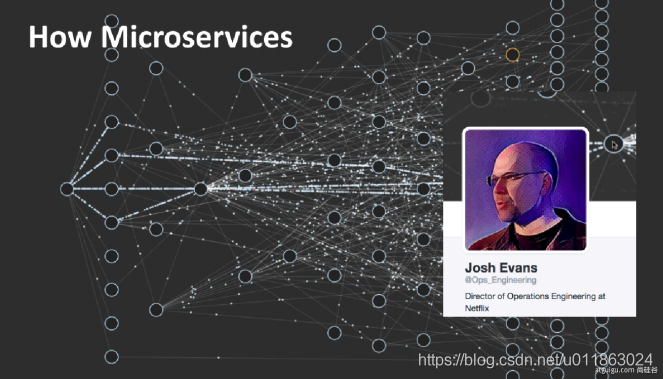 How Microservices
Josh Evans
@Ops_Engineering
Director of Operations Engineering at
Netflix
https://blog.csdn.net/u011863024
atguigu.com 尚硅谷